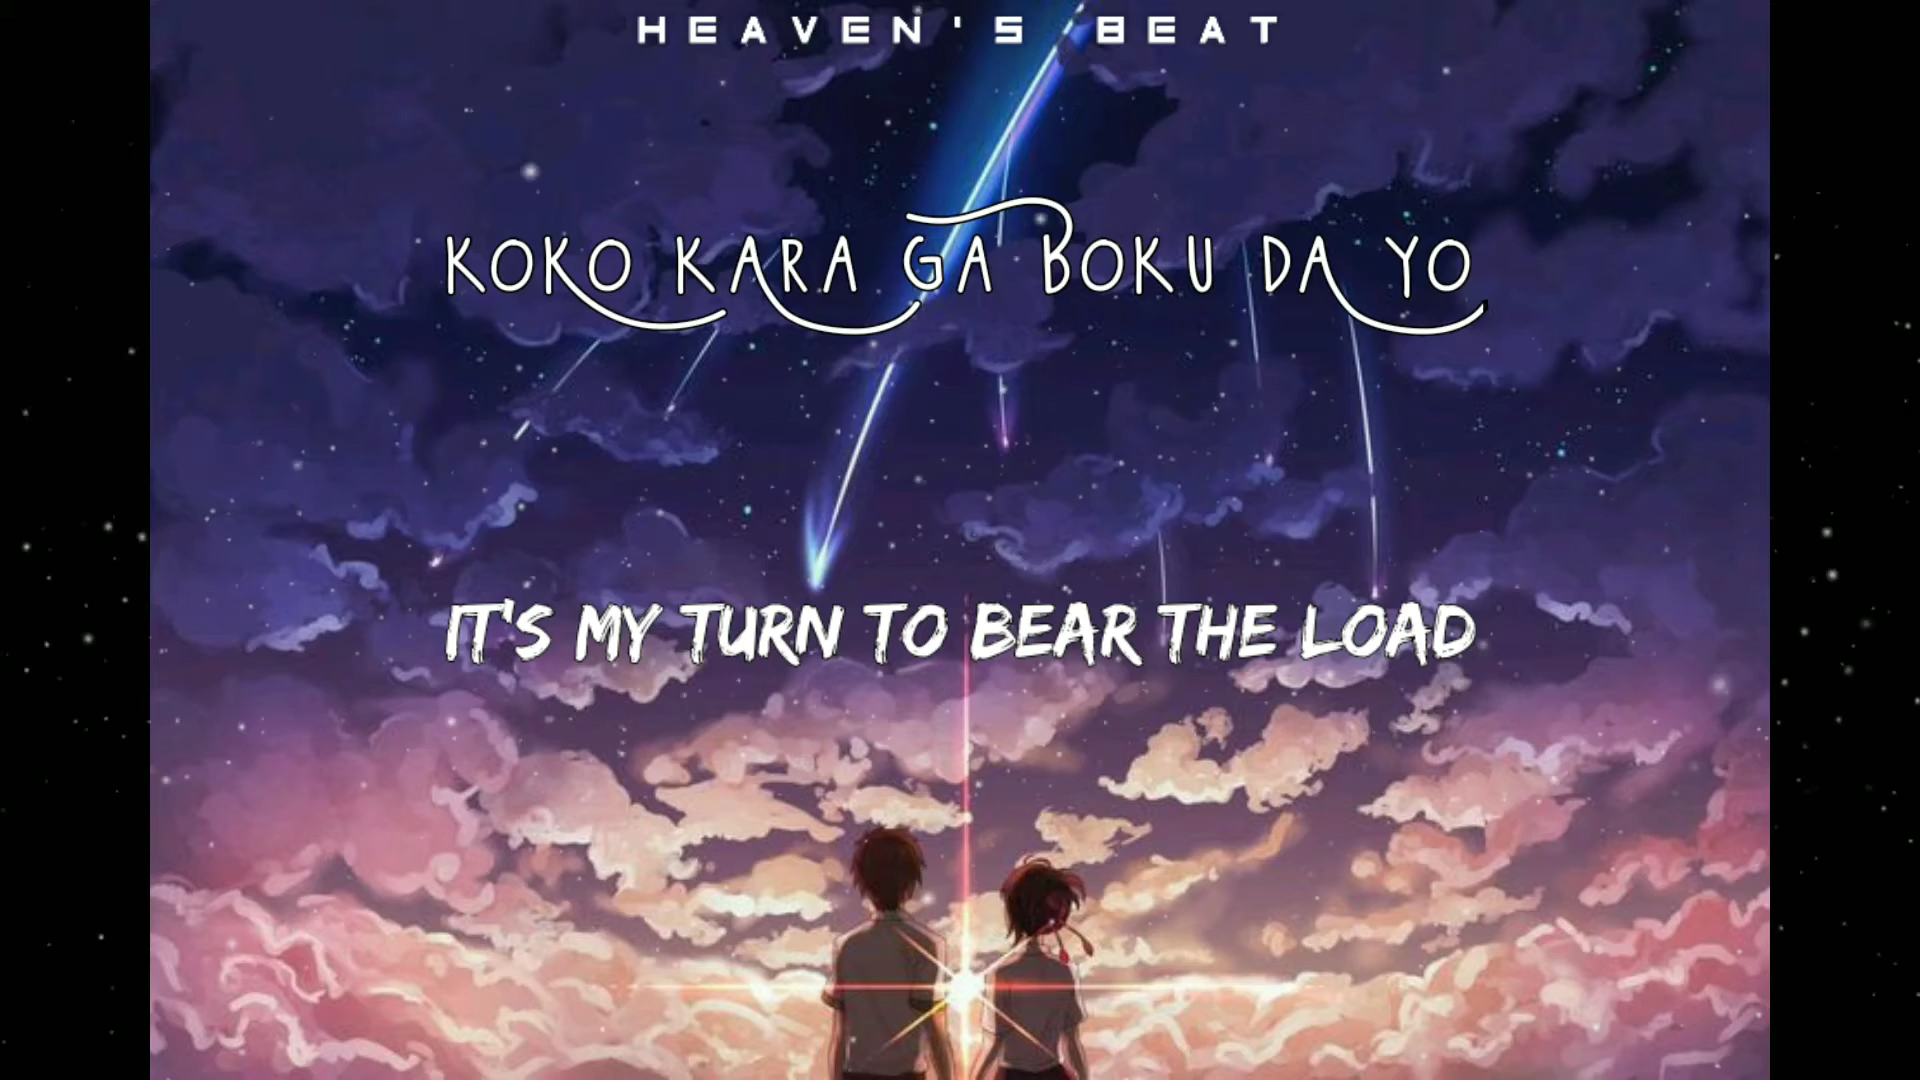 HEAVEN'S BEAT
KOKO KARA GA BOKU DA YO
IT'S MY TURN TO BEAR THE LOAD